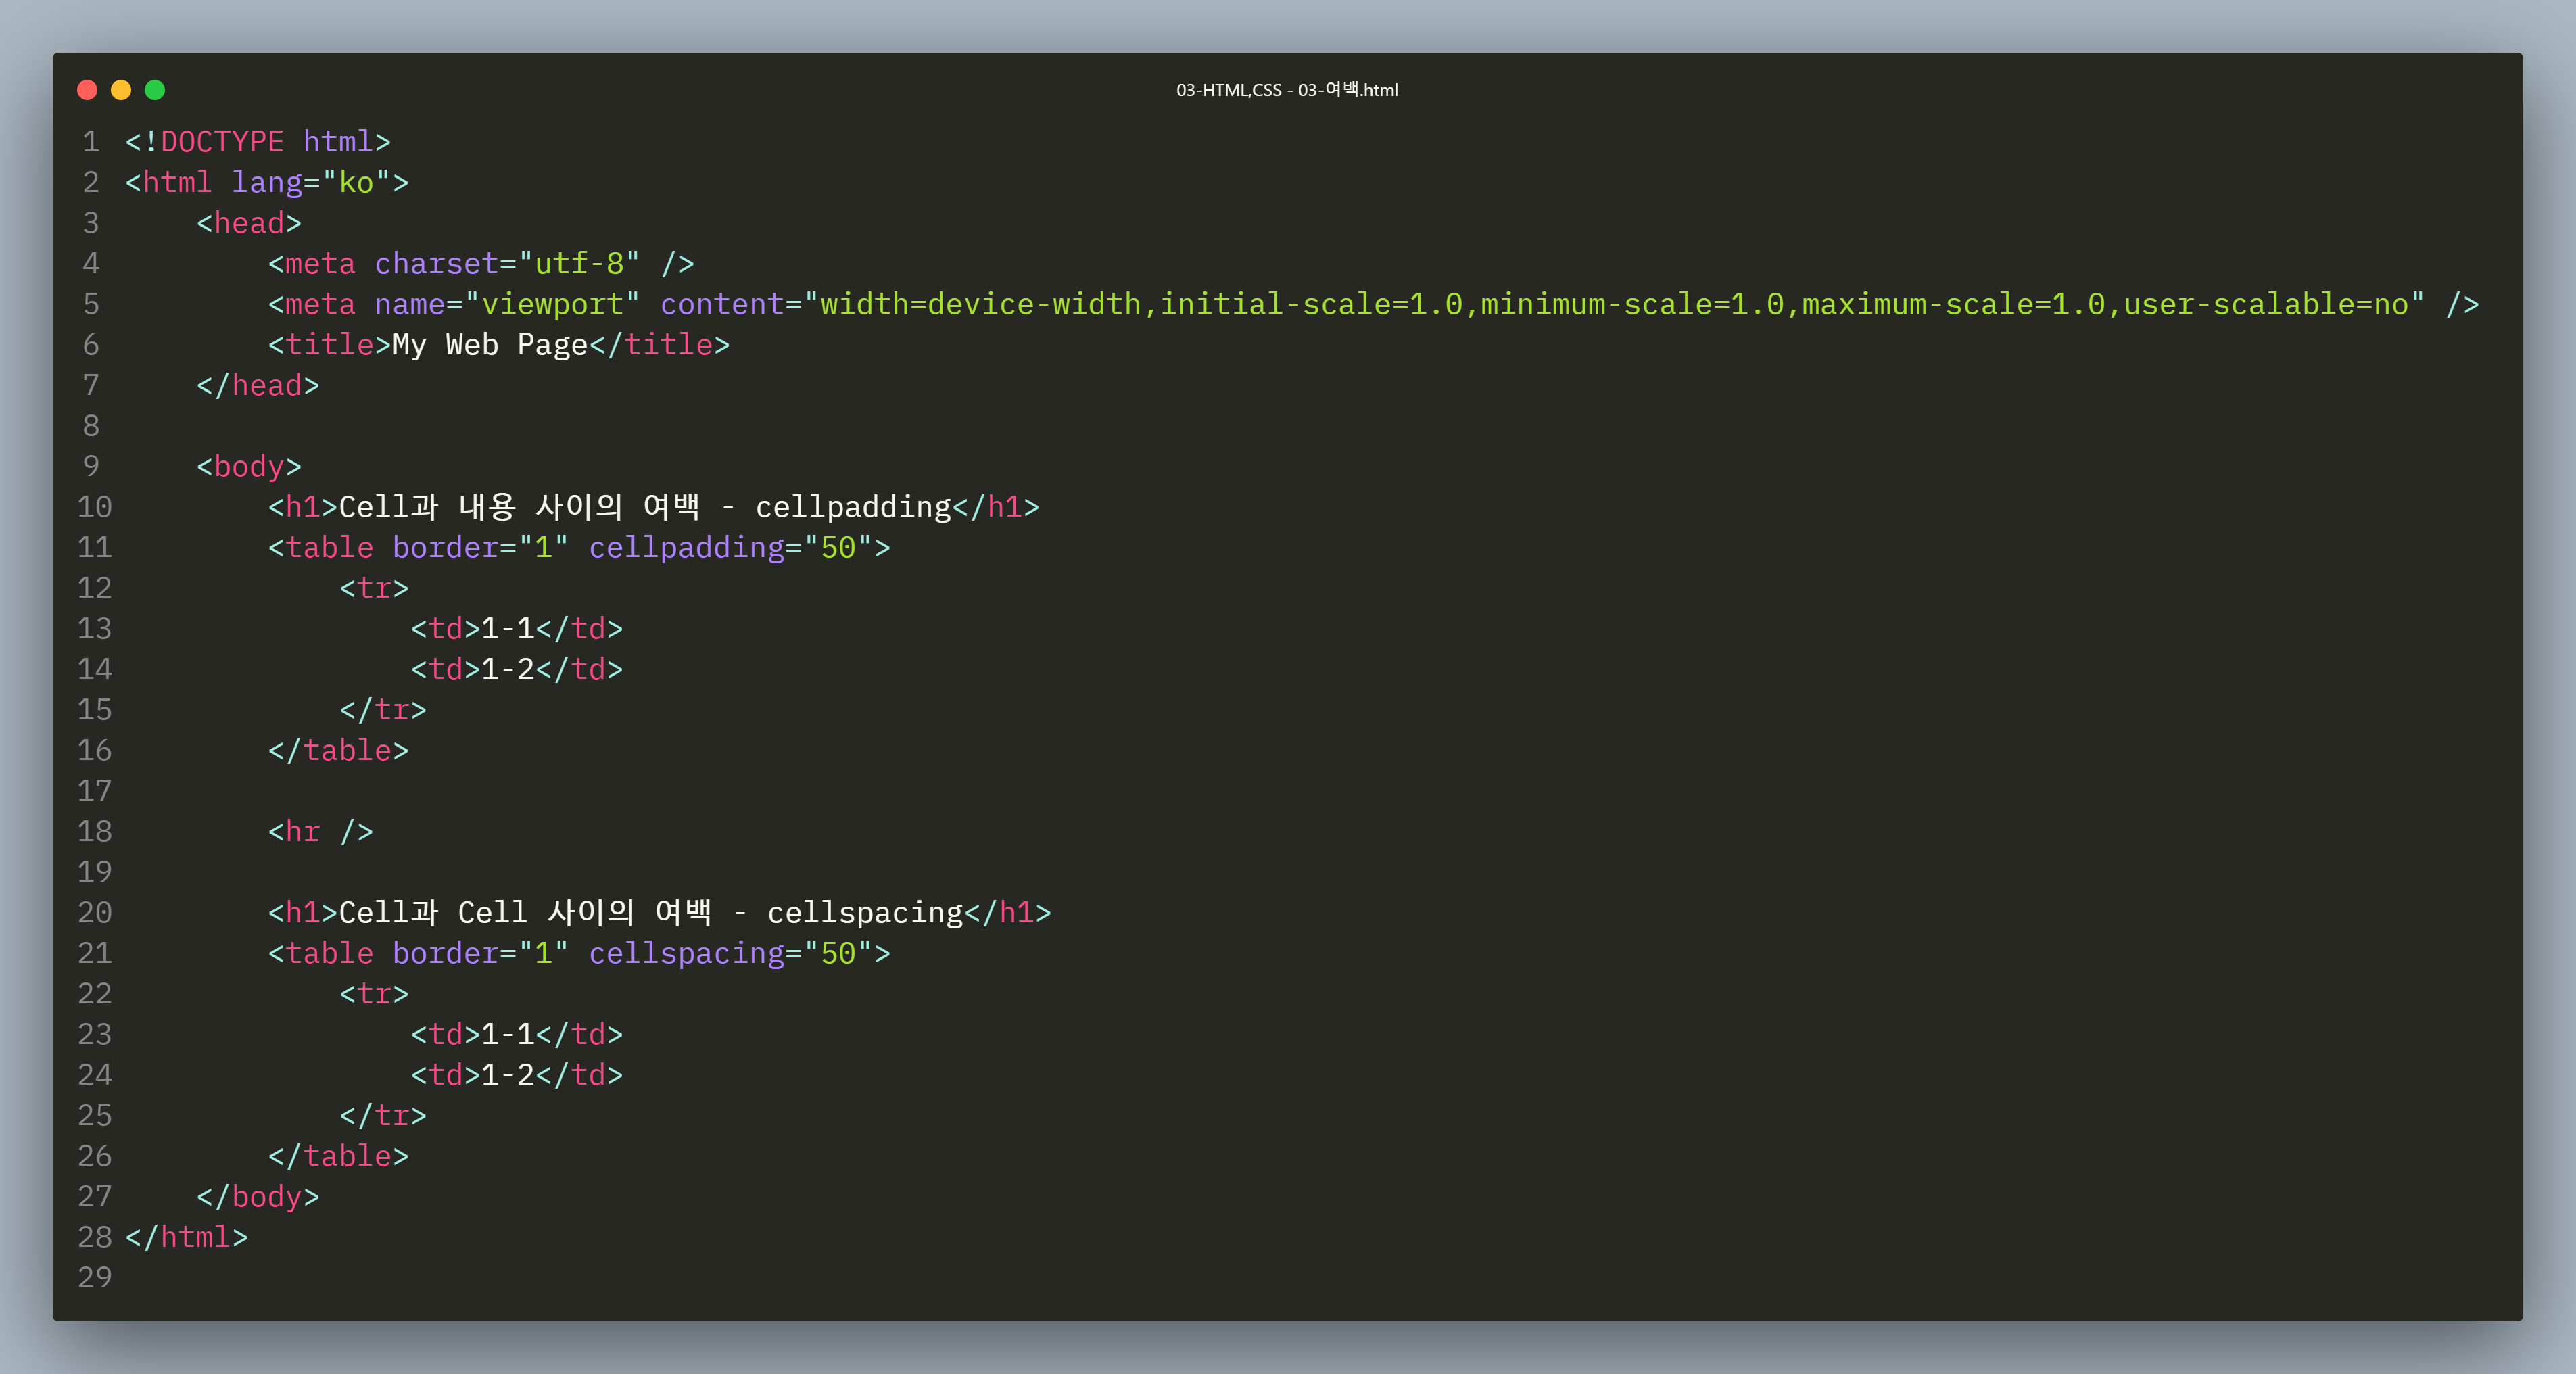 03-HTML,CSS - 03-여백.html
1 <!DOCTYPE html>
2 <html lang="ko">
3     <head>
4         <meta charset="utf-8" />
5         <meta name="viewport" content="width=device-width,initial-scale=1.0,minimum-scale=1.0,maximum-scale=1.0,user-scalable=no" />
6         <title>My Web Page</title>
7     </head>
8
9     <body>
10         <h1>Cell과 내용 사이의 여백 - cellpadding</h1>
11         <table border="1" cellpadding="50">
12             <tr>
13                 <td>1-1</td>
14                 <td>1-2</td>
15             </tr>
16         </table>
17
18         <hr />
19
20         <h1>Cell과 Cell 사이의 여백 - cellspacing</h1>
21         <table border="1" cellspacing="50">
22             <tr>
23                 <td>1-1</td>
24                 <td>1-2</td>
25             </tr>
26         </table>
27     </body>
28 </html>
29